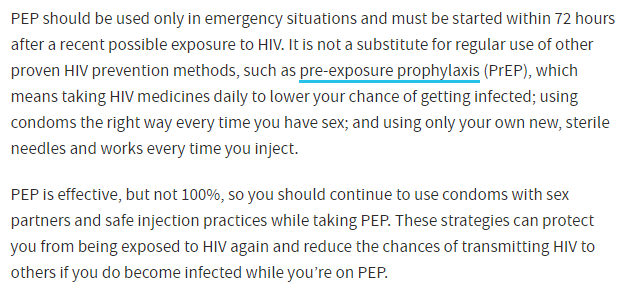 PEP should be used only in emergency situations and must be started within 72 hours
after a recent possible exposure to HIV. It is not a substitute for regular use of other
proven HIV prevention methods, such as pre-exposure prophylaxis (PrEP), which
means taking HIV medicines daily to lower your chance of getting infected; using
condoms the right way every time you have sex; and using only your own new, sterile
needles and works every time you inject.
PEP is effective, but not 100%, so you should continue to use condoms with sex
partners and safe injection practices while taking PEP. These strategies can protect
you from being exposed to HIV again and reduce the chances of transmitting HIV to
others if you do become infected while you’re on PEP.